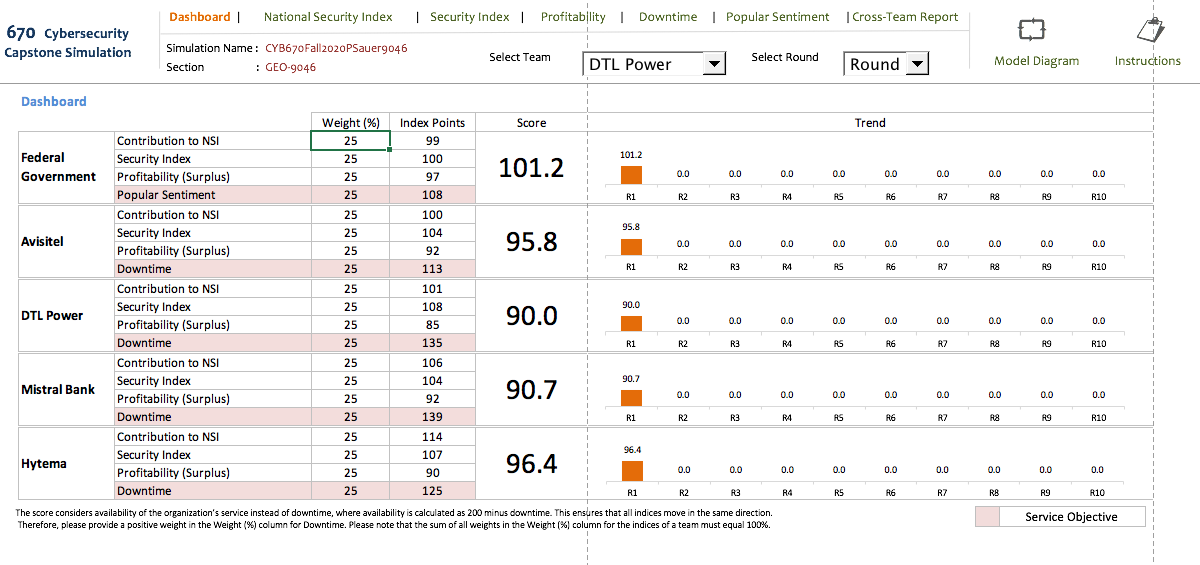 Dashboard | National Security Index | Security Index | Profitability | Downtime | Popular Sentiment | Cross-Team Report
670 Cybersecurity
Capstone Simulation
Simulation Name : CYB670Fall2020PSauer9046
Section : GEO-9046
Select Team DTL Power
Select Round Round
Model Diagram
Instructions
Dashboard
Weight (%) Index Points Score Trend
Federal Government
Contribution to NSI 25 99
Security Index 25 100
Profitability (Surplus) 25 97
Popular Sentiment 25 108
101.2
101.2 0.0 0.0 0.0 0.0 0.0 0.0 0.0 0.0 0.0
R1 R2 R3 R4 R5 R6 R7 R8 R9 R10
Avisitel
Contribution to NSI 25 100
Security Index 25 104
Profitability (Surplus) 25 92
Downtime 25 113
95.8
95.8 0.0 0.0 0.0 0.0 0.0 0.0 0.0 0.0 0.0
R1 R2 R3 R4 R5 R6 R7 R8 R9 R10
DTL Power
Contribution to NSI 25 101
Security Index 25 108
Profitability (Surplus) 25 85
Downtime 25 135
90.0
90.0 0.0 0.0 0.0 0.0 0.0 0.0 0.0 0.0 0.0
R1 R2 R3 R4 R5 R6 R7 R8 R9 R10
Mistral Bank
Contribution to NSI 25 106
Security Index 25 104
Profitability (Surplus) 25 92
Downtime 25 139
90.7
90.7 0.0 0.0 0.0 0.0 0.0 0.0 0.0 0.0 0.0
R1 R2 R3 R4 R5 R6 R7 R8 R9 R10
Hytema
Contribution to NSI 25 114
Security Index 25 107
Profitability (Surplus) 25 90
Downtime 25 125
96.4
96.4 0.0 0.0 0.0 0.0 0.0 0.0 0.0 0.0 0.0
R1 R2 R3 R4 R5 R6 R7 R8 R9 R10
The score considers availability of the organization's service instead of downtime, where availability is calculated as 200 minus downtime. This ensures that all indices move in the same direction.
Therefore, please provide a positive weight in the Weight (%) column for Downtime. Please note that the sum of all weights in the Weight (%) column for the indices of a team must equal 100%.
Service Objective